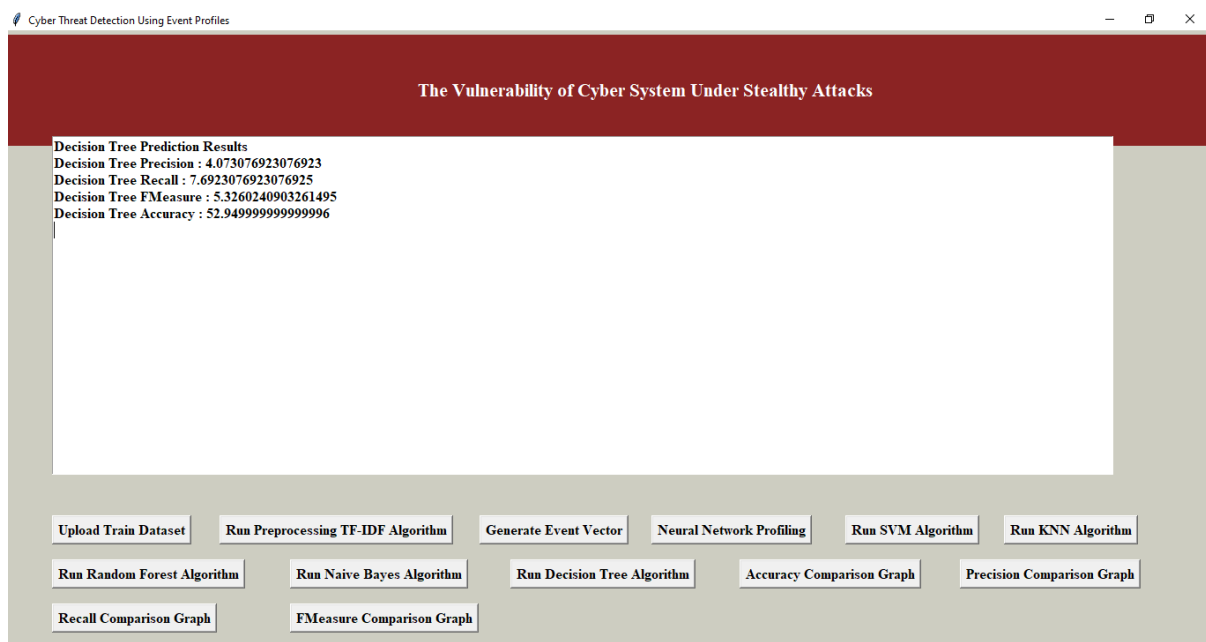 Cyber Threat Detection Using Event Profiles
The Vulnerability of Cyber System Under Stealthy Attacks
Decision Tree Prediction Results
Decision Tree Precision : 4.073076923076923
Decision Tree Recall : 7.6923076923076925
Decision Tree FMeasure : 5.3260240903261495
Decision Tree Accuracy : 52.949999999999996
Upload Train Dataset Run Preprocessing TF-IDF Algorithm Generate Event Vector Neural Network Profiling Run SVM Algorithm Run KNN Algorithm
Run Random Forest Algorithm Run Naive Bayes Algorithm Run Decision Tree Algorithm Accuracy Comparison Graph Precision Comparison Graph
Recall Comparison Graph FMeasure Comparison Graph